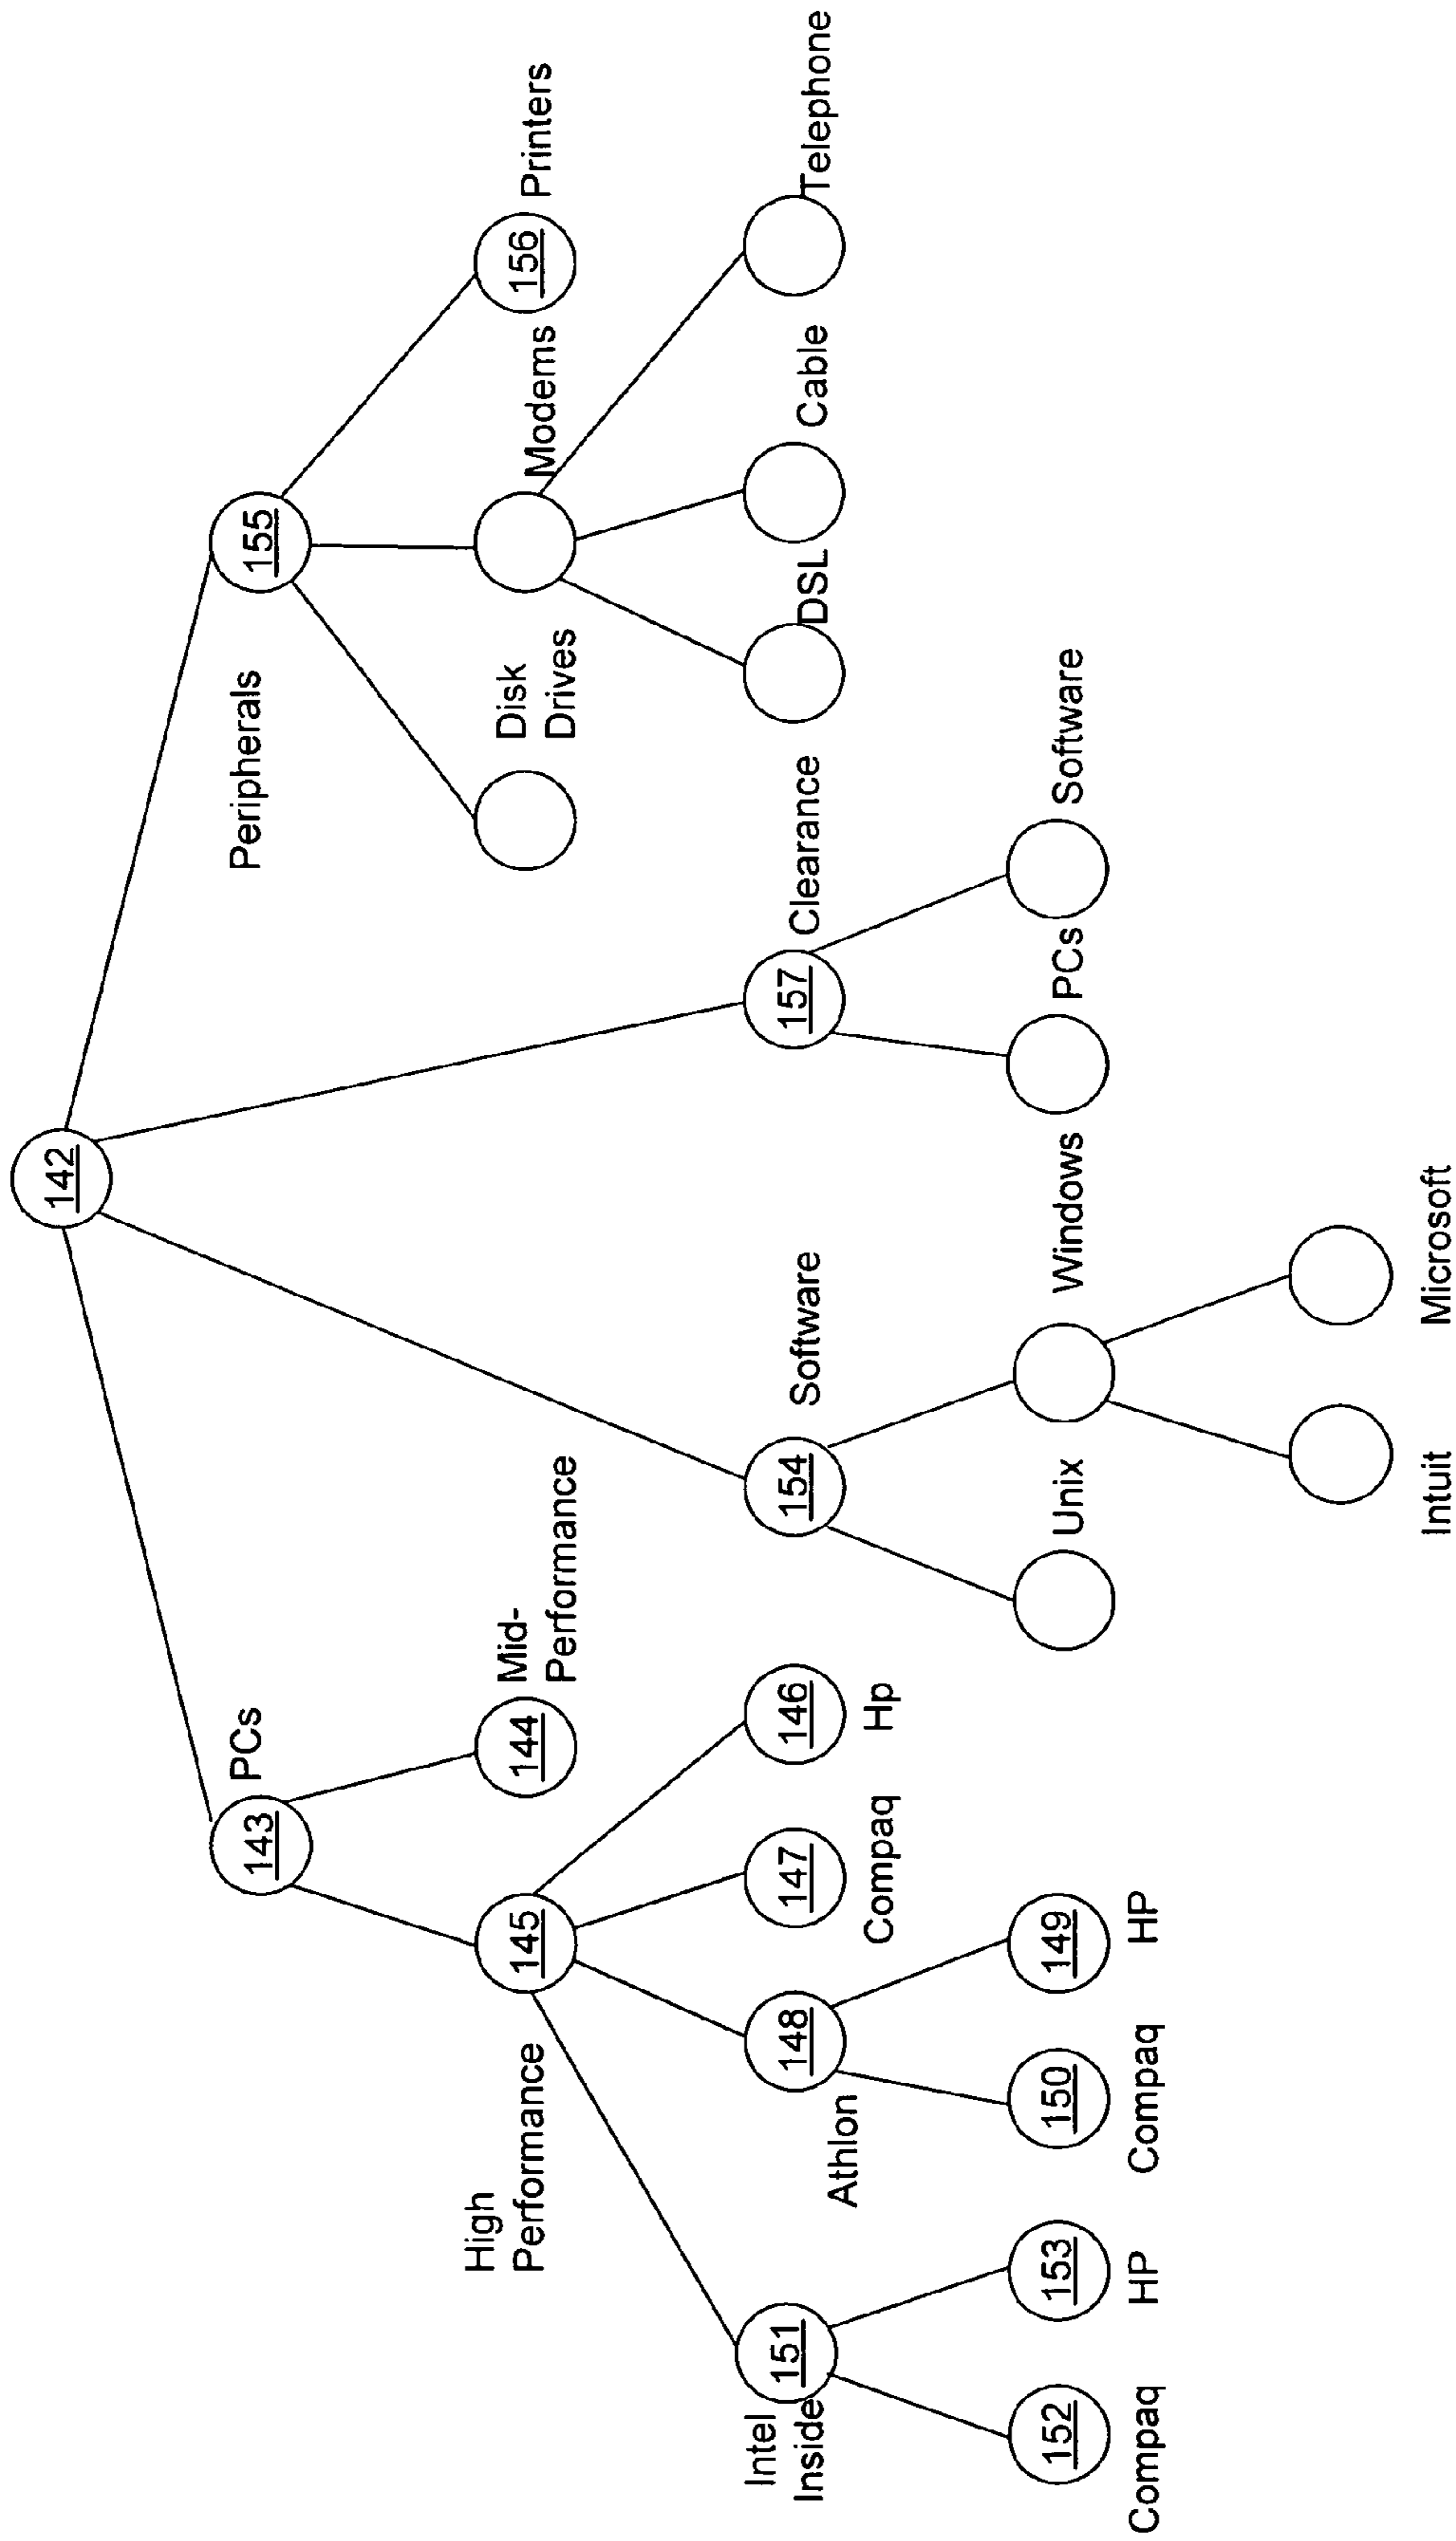 142
143
PCs
Peripherals
155
High
Performance
145
144
Mid-
Performance
Disk
Drives
Modems
156
Printers
Intel
Inside
151
Athlon
148
147
Compaq
146
Hp
154
Software
157
Clearance
DSL
Cable
Telephone
152
Compaq
153
HP
150
Compaq
149
HP
Unix
Windows
PCs
Software
Intuit
Microsoft